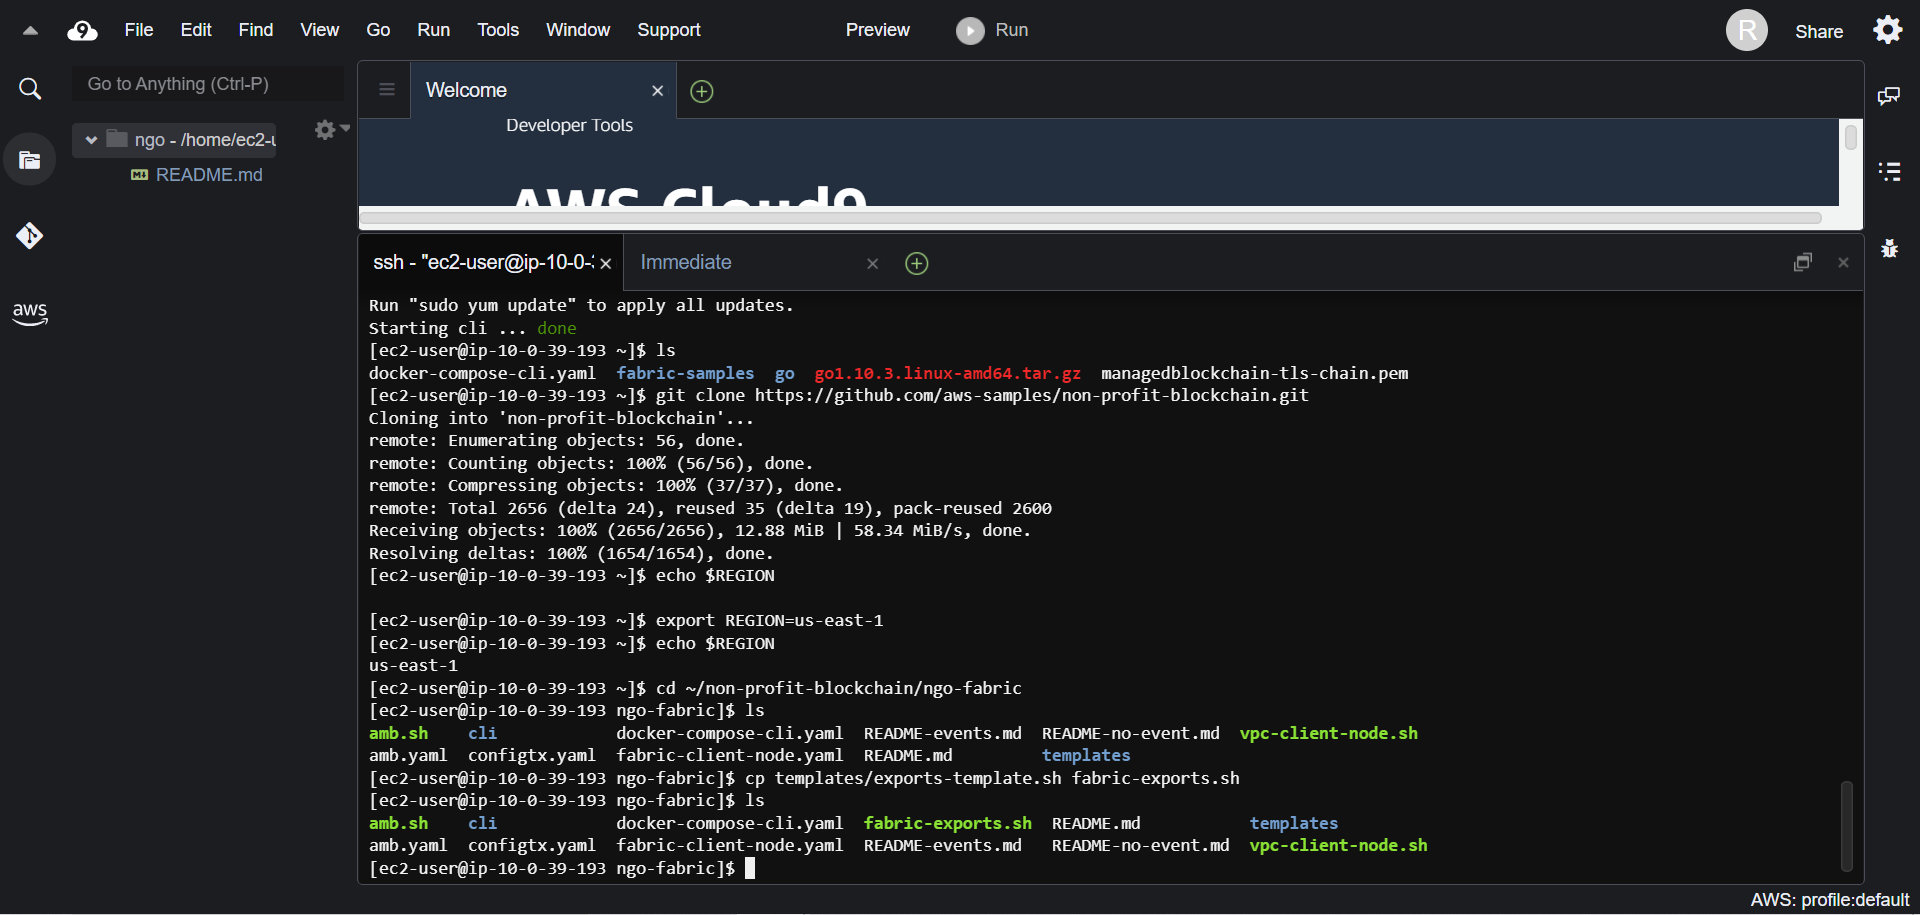 File Edit Find View Go Run Tools Window Support Preview Run R Share
Go to Anything (Ctrl-P)
Welcome
ngo - /home/ec2-u
README.md
Developer Tools
AWS Cloud9
aws
ssh - "ec2-user@ip-10-0-3 Immediate
Run "sudo yum update" to apply all updates.
Starting cli ... done
[ec2-user@ip-10-0-39-193 ~]$ ls
docker-compose-cli.yaml fabric-samples go go1.10.3.linux-amd64.tar.gz managedblockchain-tls-chain.pem
[ec2-user@ip-10-0-39-193 ~]$ git clone https://github.com/aws-samples/non-profit-blockchain.git
Cloning into 'non-profit-blockchain'...
remote: Enumerating objects: 56, done.
remote: Counting objects: 100% (56/56), done.
remote: Compressing objects: 100% (37/37), done.
remote: Total 2656 (delta 24), reused 35 (delta 19), pack-reused 2600
Receiving objects: 100% (2656/2656), 12.88 MiB | 58.34 MiB/s, done.
Resolving deltas: 100% (1654/1654), done.
[ec2-user@ip-10-0-39-193 ~]$ echo $REGION
[ec2-user@ip-10-0-39-193 ~]$ export REGION=us-east-1
[ec2-user@ip-10-0-39-193 ~]$ echo $REGION
us-east-1
[ec2-user@ip-10-0-39-193 ~]$ cd ~/non-profit-blockchain/ngo-fabric
[ec2-user@ip-10-0-39-193 ngo-fabric]$ ls
amb.sh cli docker-compose-cli.yaml README-events.md README-no-event.md vpc-client-node.sh
amb.yaml configtx.yaml fabric-client-node.yaml README.md templates
[ec2-user@ip-10-0-39-193 ngo-fabric]$ cp templates/exports-template.sh fabric-exports.sh
[ec2-user@ip-10-0-39-193 ngo-fabric]$ ls
amb.sh cli docker-compose-cli.yaml fabric-exports.sh README.md templates
amb.yaml configtx.yaml fabric-client-node.yaml README-events.md README-no-event.md vpc-client-node.sh
[ec2-user@ip-10-0-39-193 ngo-fabric]$
AWS: profile:default